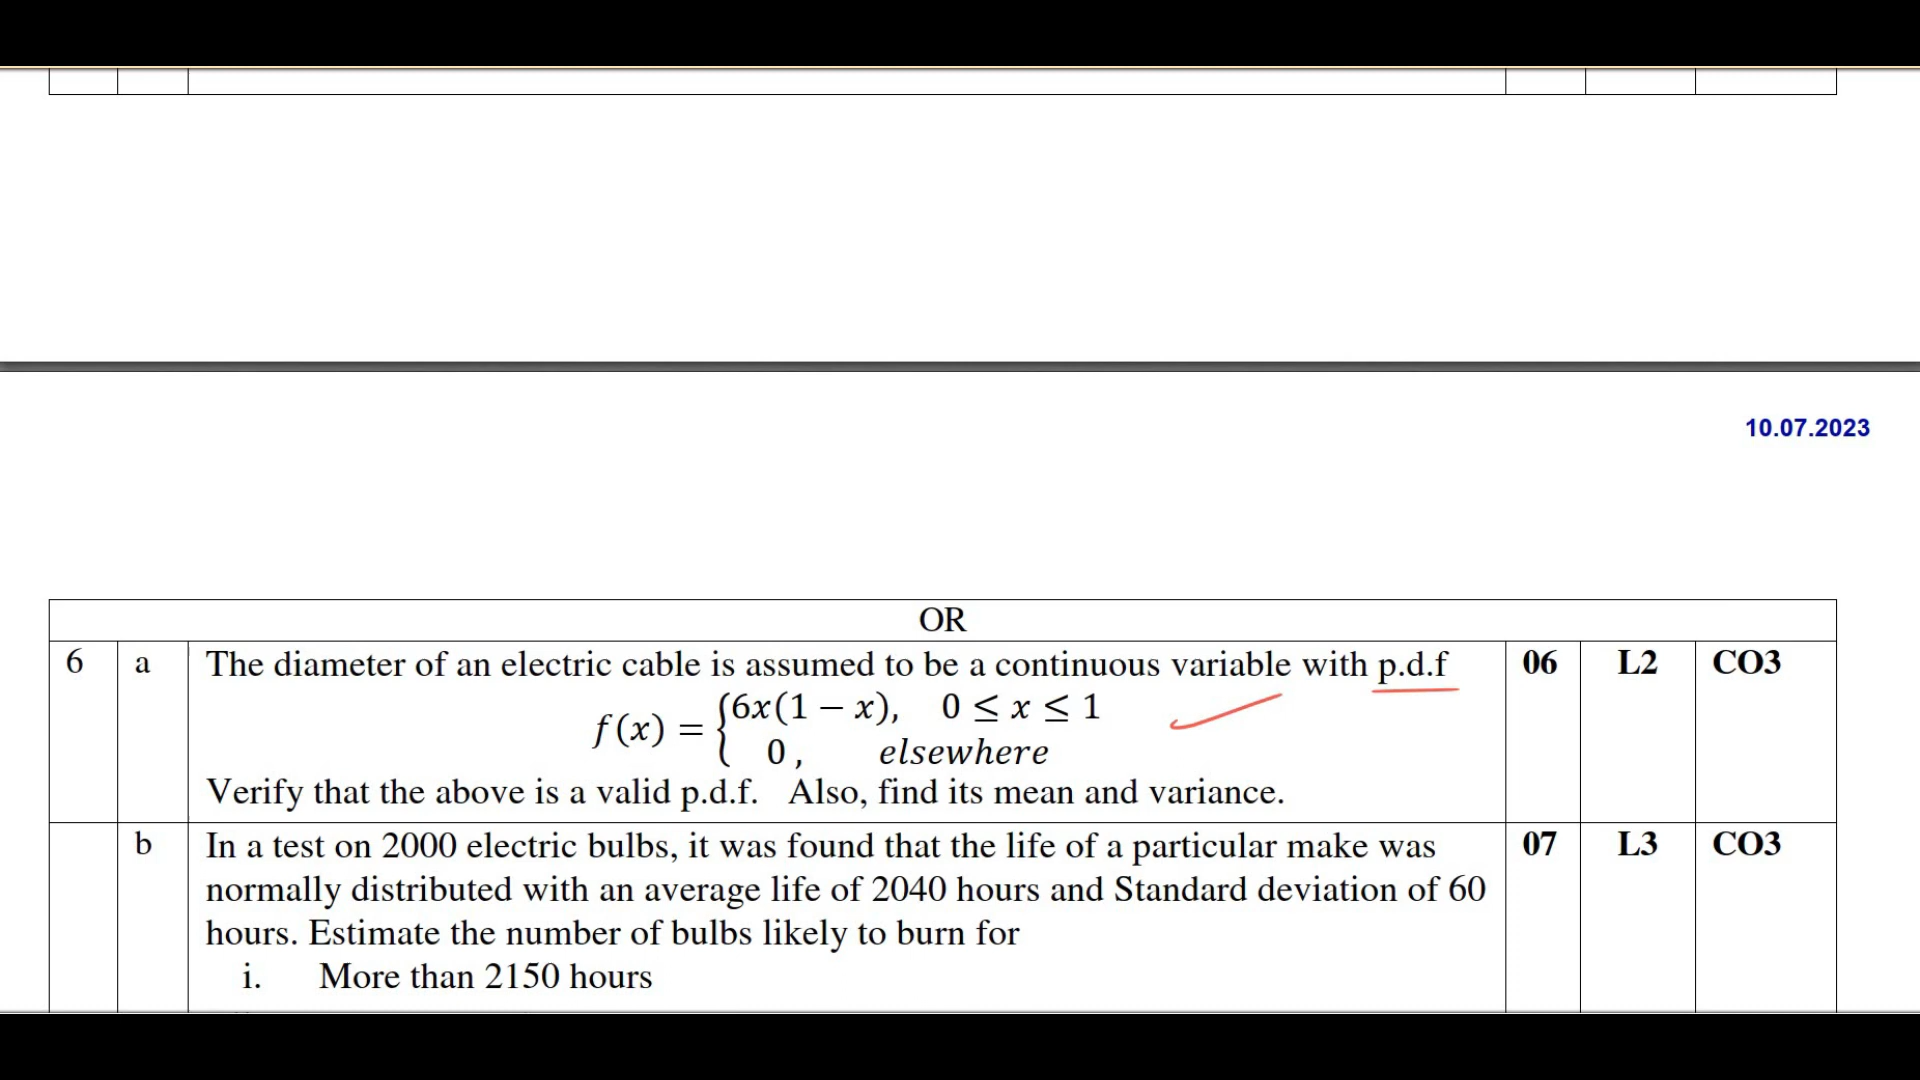 10.07.2023
OR
6 a The diameter of an electric cable is assumed to be a continuous variable with p.d.f 06 L2 CO3
f(x) = {6x(1 − x), 0 ≤ x ≤ 1
0 , elsewhere
Verify that the above is a valid p.d.f. Also, find its mean and variance.
b In a test on 2000 electric bulbs, it was found that the life of a particular make was 07 L3 CO3
normally distributed with an average life of 2040 hours and Standard deviation of 60
hours. Estimate the number of bulbs likely to burn for
i. More than 2150 hours